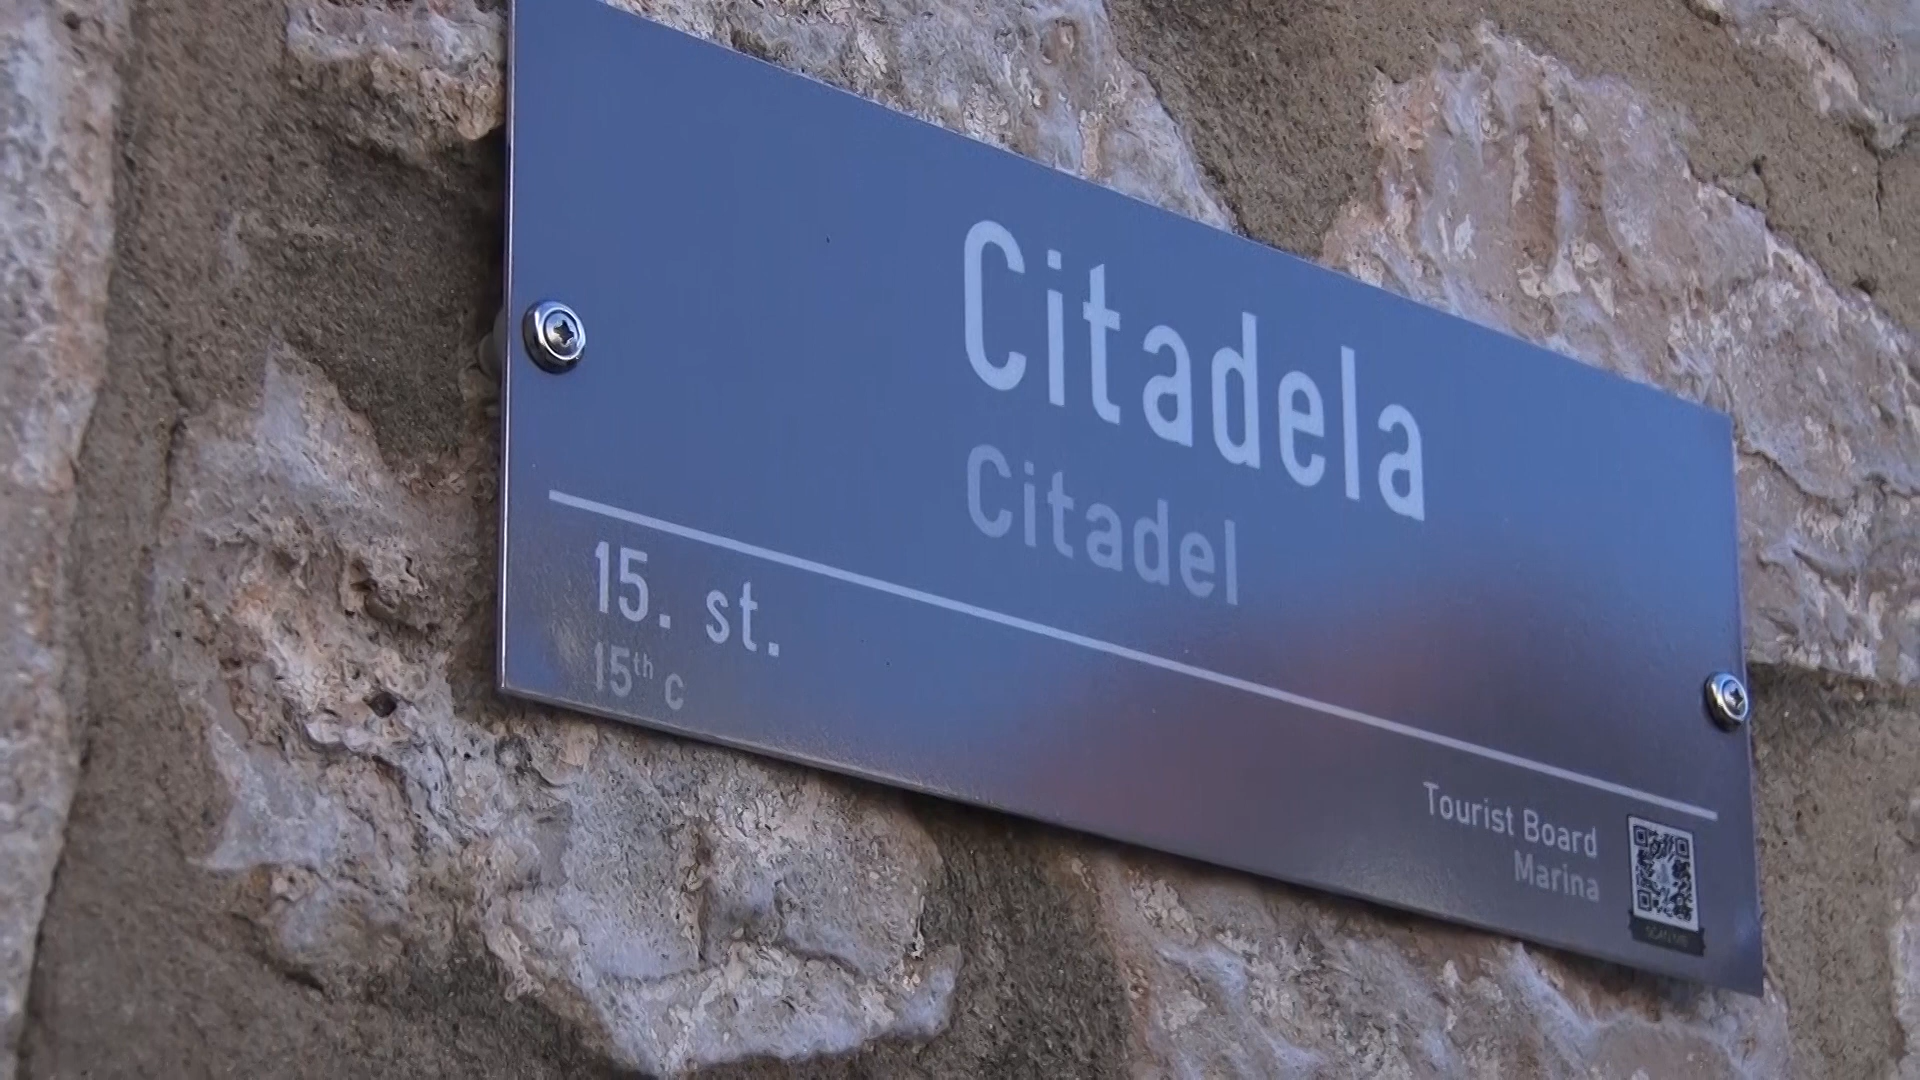 Citadela
Citadel
15. st.
15th c
Tourist Board
Marina